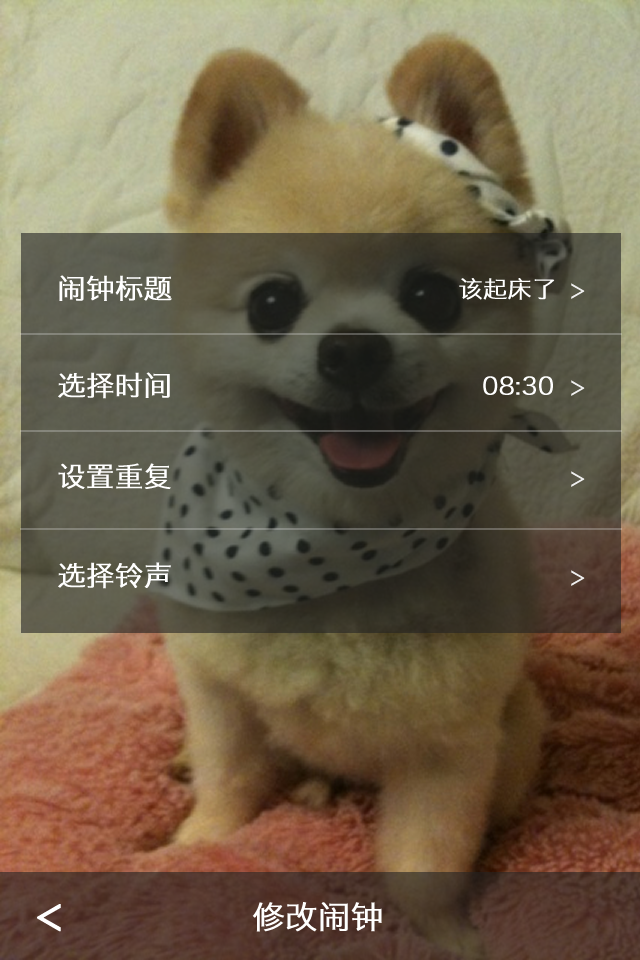 闹钟标题 该起床了 >
选择时间 08:30 >
设置重复 >
选择铃声 >
< 修改闹钟